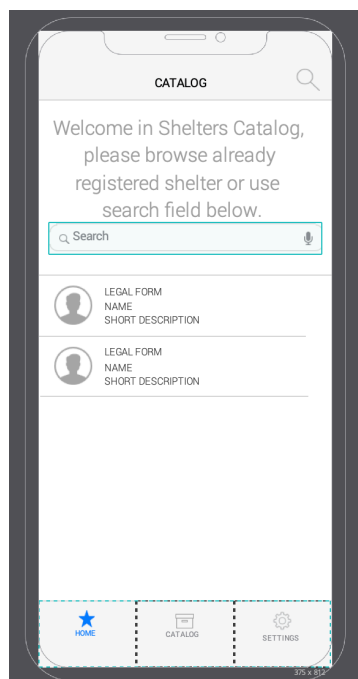 CATALOG
Welcome in Shelters Catalog,
please browse already
registered shelter or use
search field below.
Search
LEGAL FORM
NAME
SHORT DESCRIPTION
LEGAL FORM
NAME
SHORT DESCRIPTION
HOME
CATALOG
SETTINGS
375 x 812